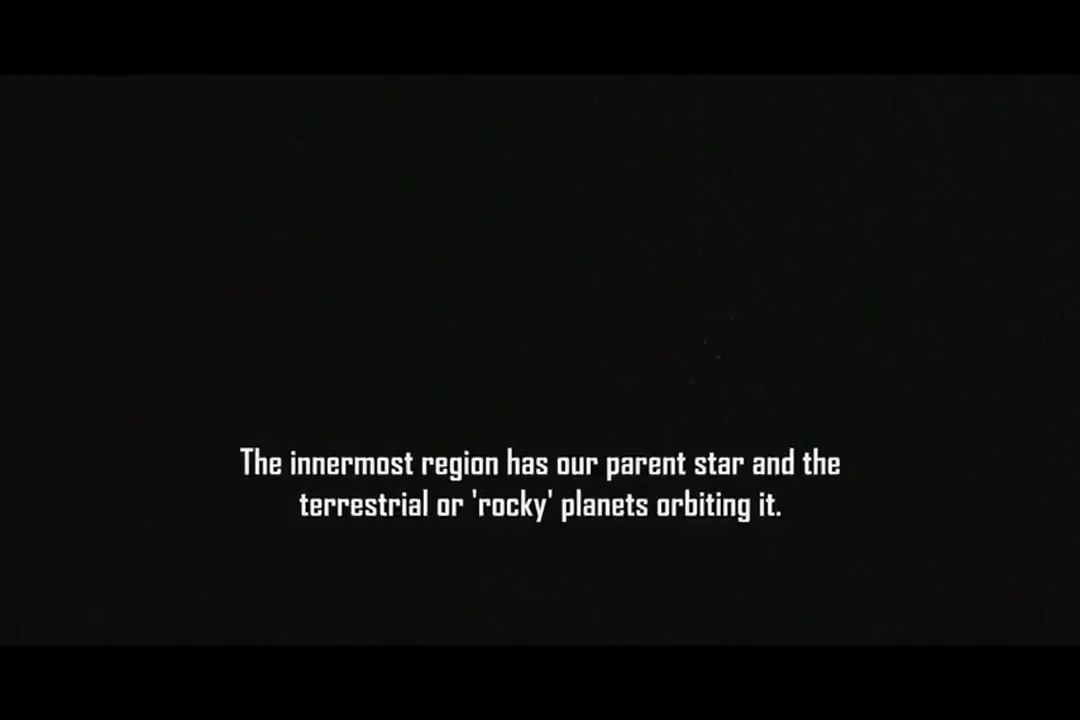 The innermost region has our parent star and the
terrestrial or 'rocky' planets orbiting it.